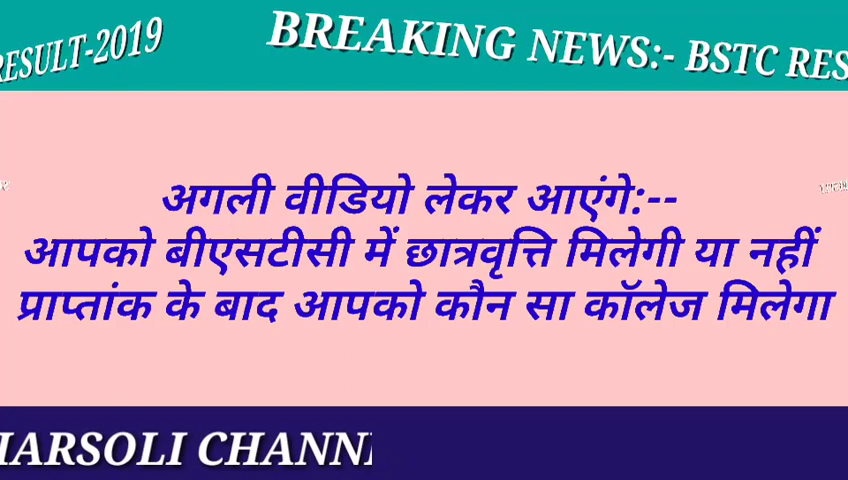 RESULT-2019
BREAKING NEWS:- BSTC RES
अगली वीडियो लेकर आएंगे:--
आपको बीएसटीसी में छात्रवृत्ति मिलेगी या नहीं
प्राप्तांक के बाद आपको कौन सा कॉलेज मिलेगा
HARSOLI CHANN